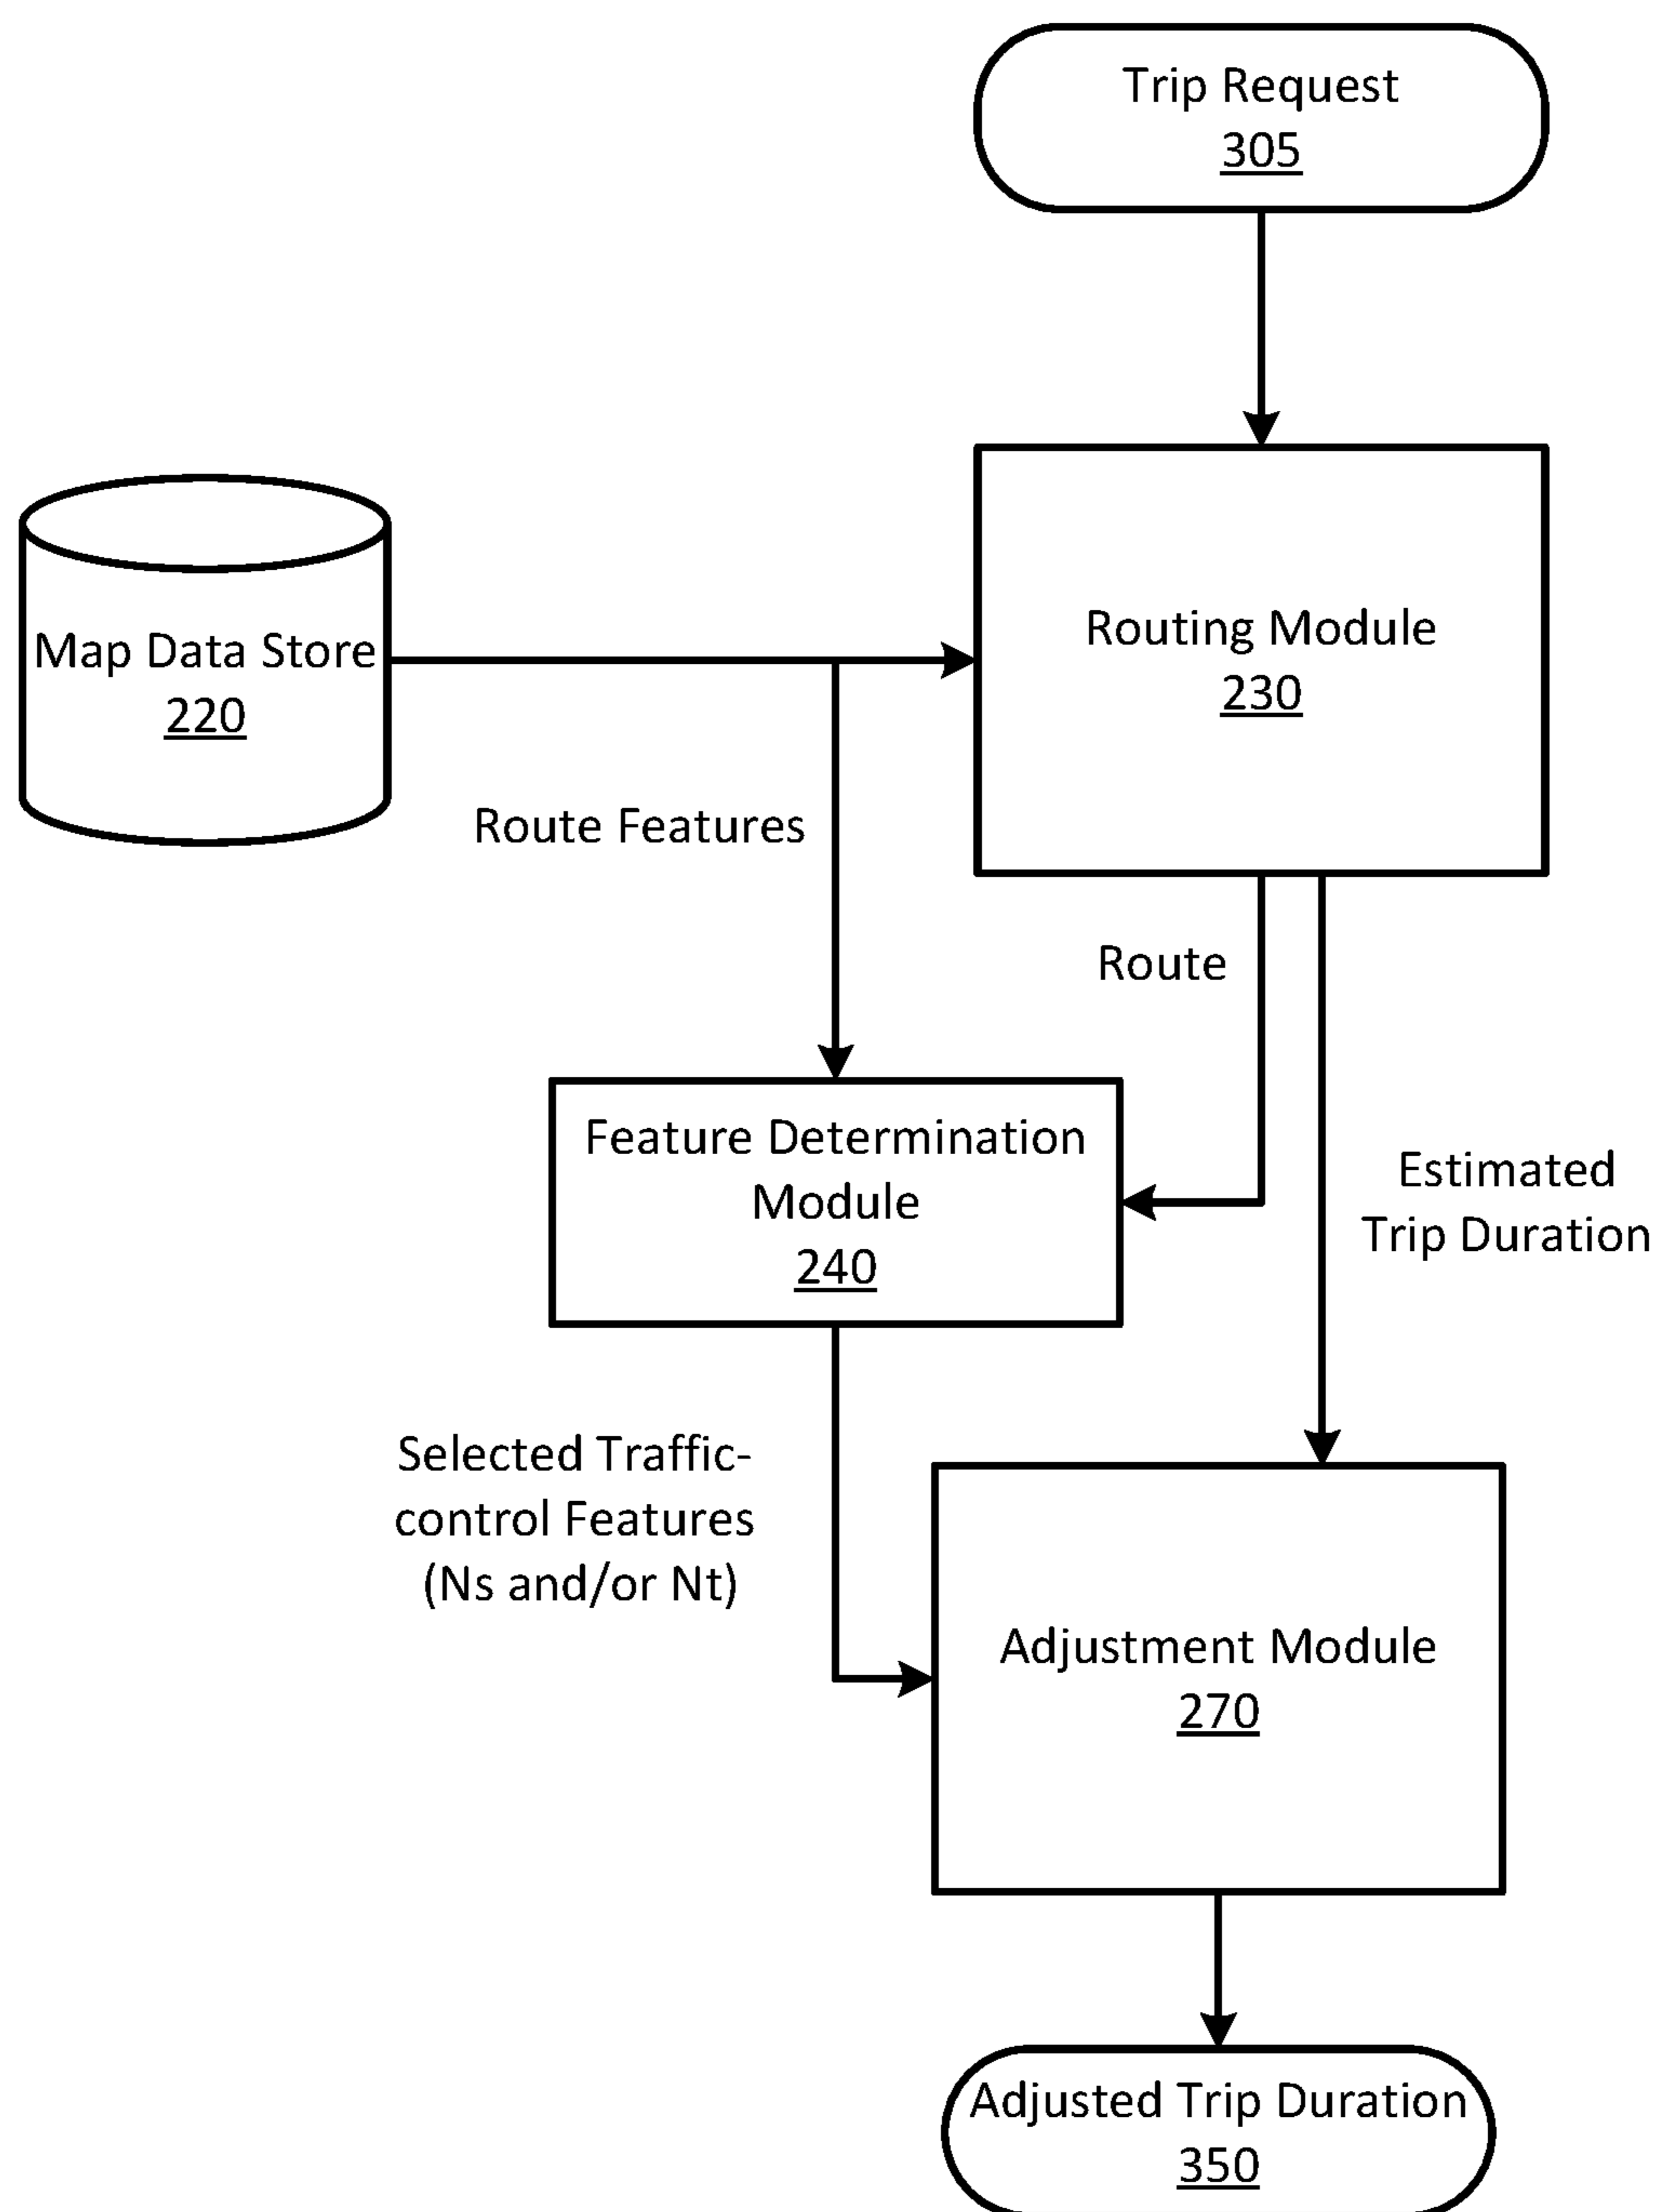 Trip Request
305
Map Data Store
220
Routing Module
230
Route Features
Route
Feature Determination
Module
240
Estimated
Trip Duration
Selected Traffic-
control Features
(Ns and/or Nt)
Adjustment Module
270
Adjusted Trip Duration
350